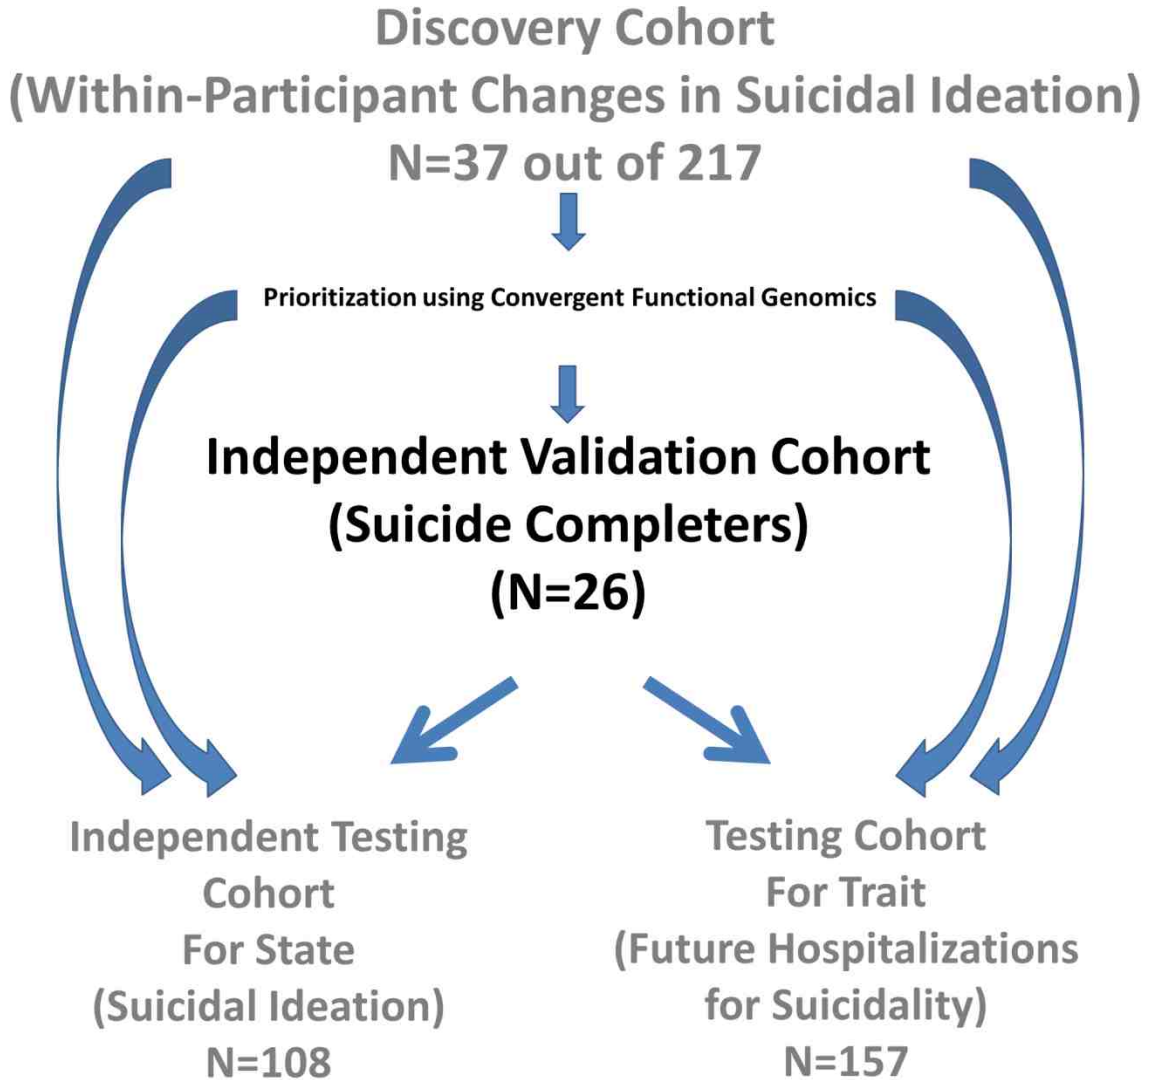 Discovery Cohort
(Within-Participant Changes in Suicidal Ideation)
N=37 out of 217
Prioritization using Convergent Functional Genomics
Independent Validation Cohort
(Suicide Completers)
(N=26)
Independent Testing
Cohort
For State
(Suicidal Ideation)
N=108
Testing Cohort
For Trait
(Future Hospitalizations
for Suicidality)
N=157